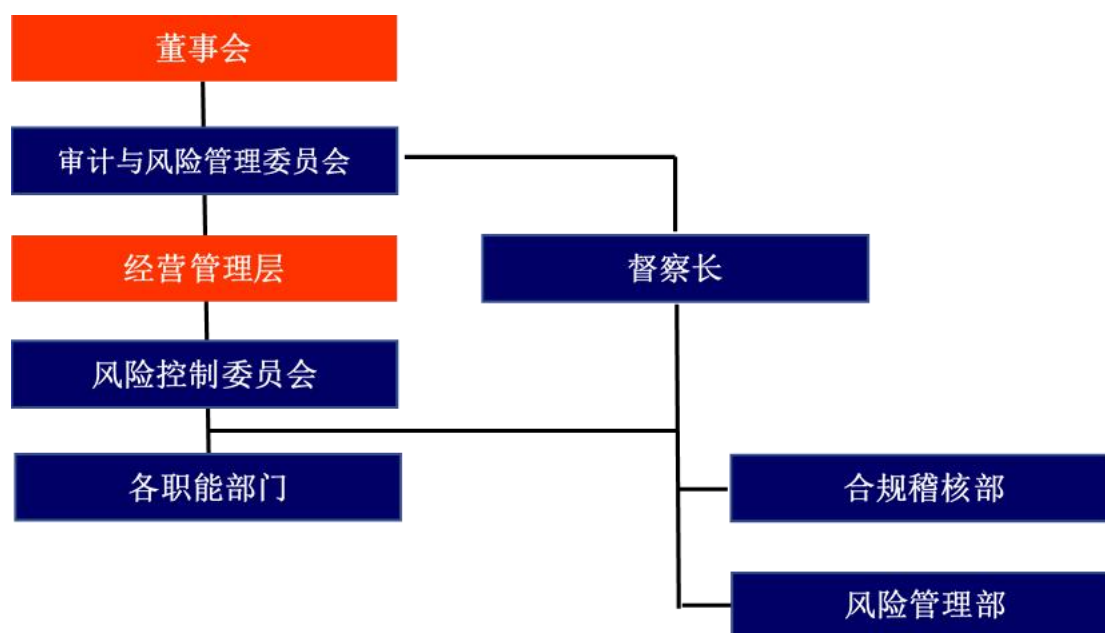 董事会
审计与风险管理委员会
经营管理层
督察长
风险控制委员会
各职能部门
合规稽核部
风险管理部